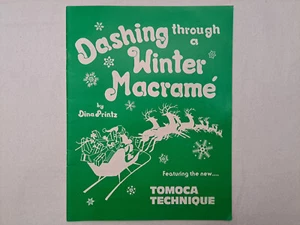 Dashing through
a
Winter
Macramé
by
Dina Printz
Featuring the new....
TOMOCA
TECHNIQUE